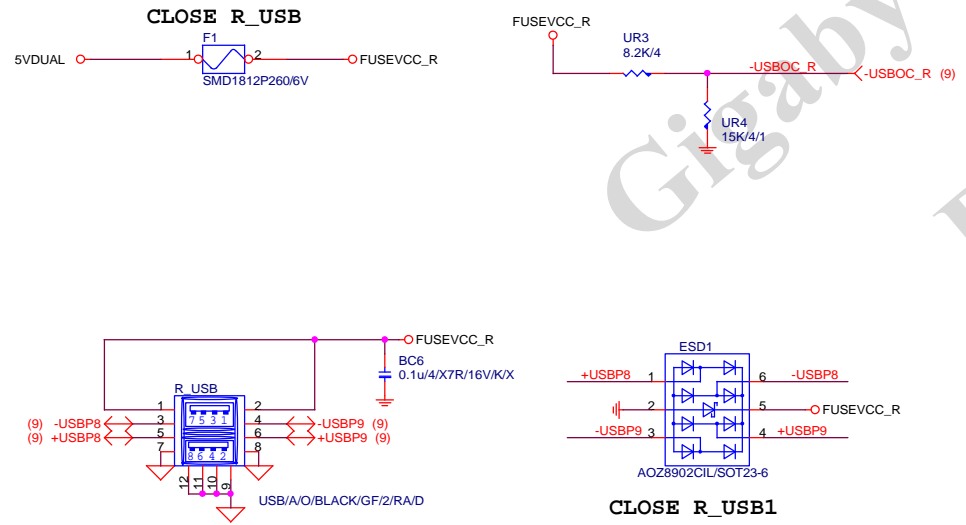 CLOSE R_USB
F1
5VDUAL 1 2 FUSEVCC_R
SMD1812P260/6V
FUSEVCC_R
UR3
8.2K/4
-USBOC_R
-USBOC_R (9)
UR4
15K/4/1
Gigaby
FUSEVCC_R
BC6
0.1u/4/X7R/16V/K/X
R_USB
1 2
(9) -USBP8 3 4 -USBP9 (9)
(9) +USBP8 5 6 +USBP9 (9)
7 8
7 5 3 1
8 6 4 2
12 11 10 9
USB/A/O/BLACK/GF/2/RA/D
ESD1
+USBP8 1 6 -USBP8
2 5 FUSEVCC_R
-USBP9 3 4 +USBP9
AOZ8902CIL/SOT23-6
CLOSE R_USB1